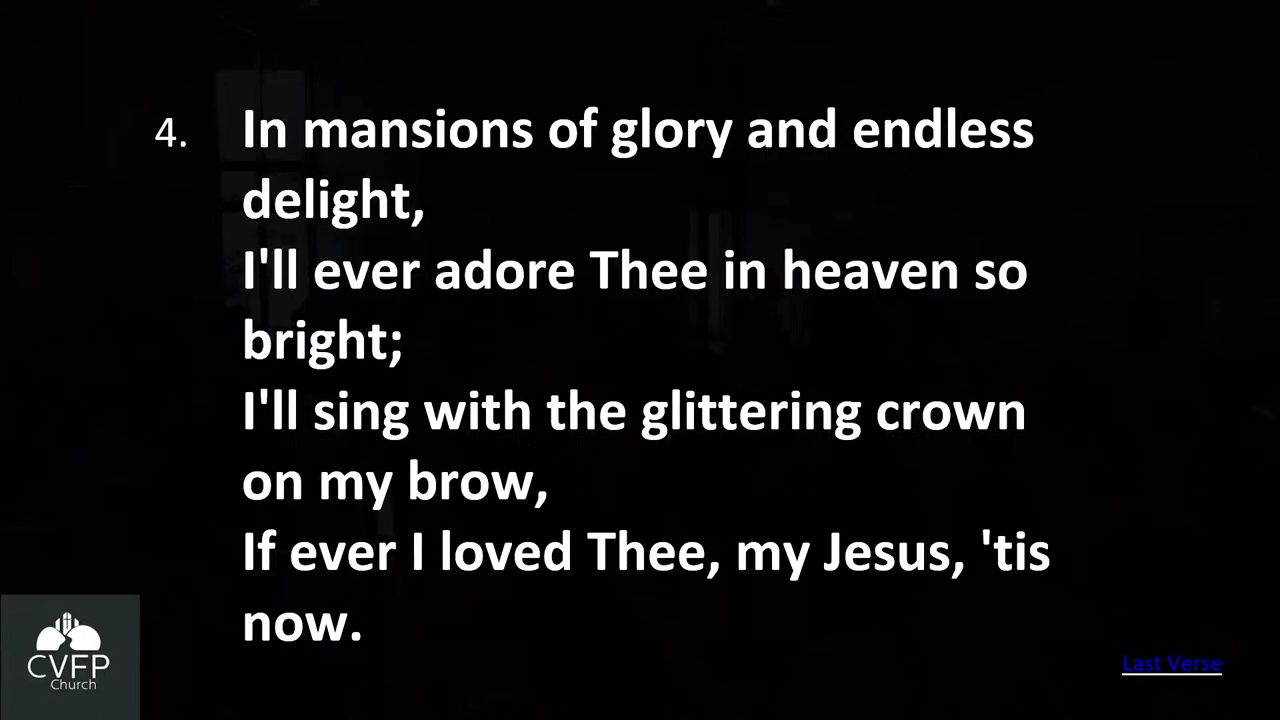 4. In mansions of glory and endless
delight,
I'll ever adore Thee in heaven so
bright;
I'll sing with the glittering crown
on my brow,
If ever I loved Thee, my Jesus, 'tis
now.
CVFP
Church
Last Verse